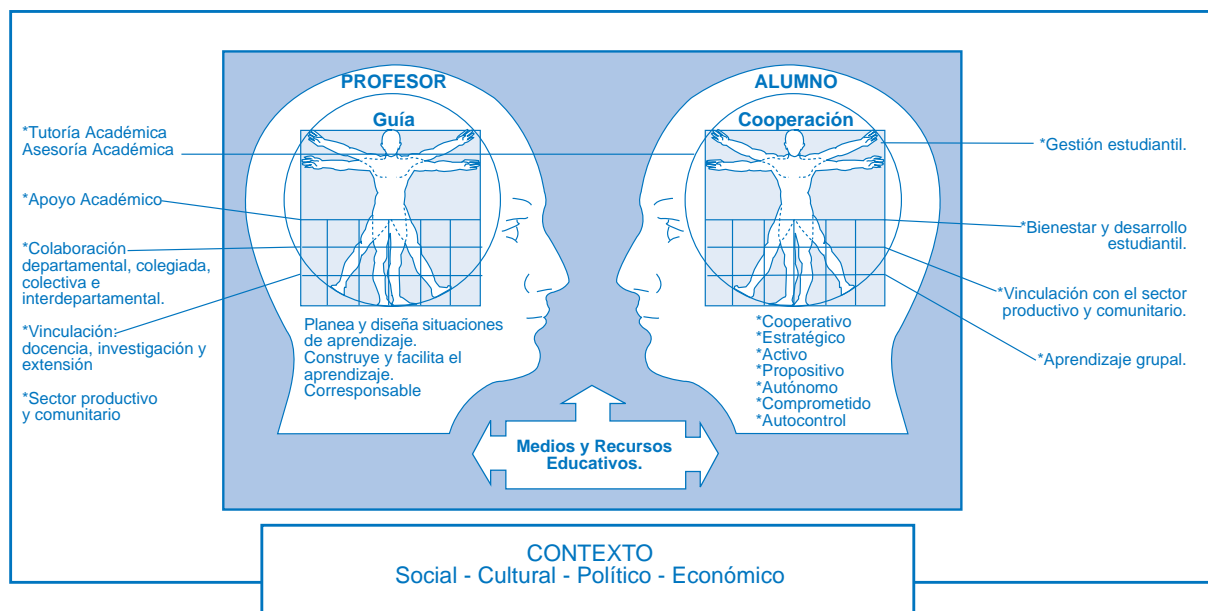 PROFESOR
Guía
*Tutoría Académica
Asesoría Académica
*Apoyo Académico
*Colaboración
departamental, colegiada,
colectiva e
interdepartamental.
*Vinculación:
docencia, investigación y
extensión
*Sector productivo
y comunitario
Planea y diseña situaciones
de aprendizaje.
Construye y facilita el
aprendizaje.
Corresponsable
ALUMNO
Cooperación
*Cooperativo
*Estratégico
*Activo
*Propositivo
*Autónomo
*Comprometido
*Autocontrol
*Gestión estudiantil.
*Bienestar y desarrollo
estudiantil.
*Vinculación con el sector
productivo y comunitario.
*Aprendizaje grupal.
Medios y Recursos
Educativos.
CONTEXTO
Social - Cultural - Político - Económico